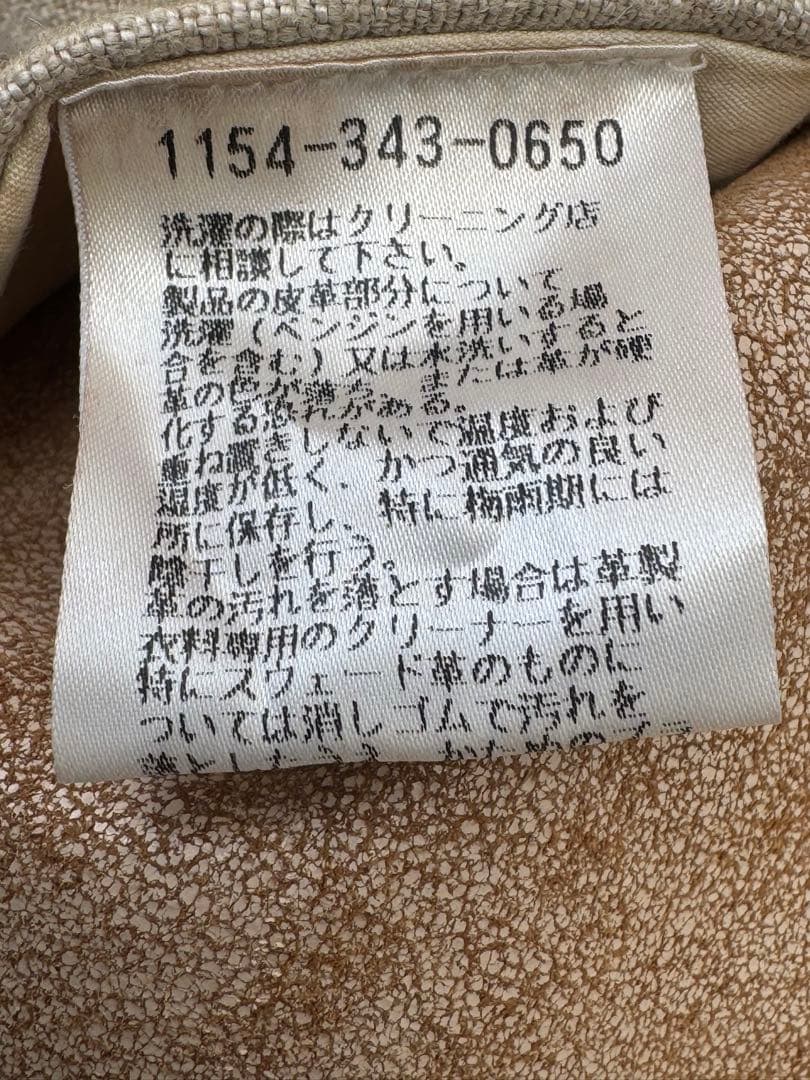 1154-343-0650
洗濯の際はクリーニング店
に相談して下さい。
製品の皮革部分について
洗濯(ベンジンを用いる場
合を含む)又は水洗いすると
革の色が落ち、または革が硬
化する恐れがある。
重ね置きしないで温度および
湿度が低く、かつ通気の良い
所に保存し、特に梅雨期には
陰干しを行う。
革の汚れを落とす場合は革製
衣料専用のクリーナーを用い
特にスウェード革のものに
ついては消しゴムで汚れを